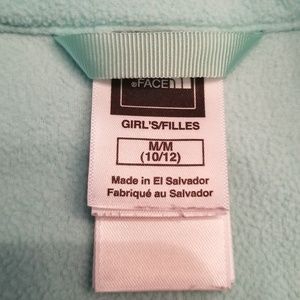 FACE
GIRL'S/FILLES
M/M
(10/12)
Made in El Salvador
Fabriqué au Salvador